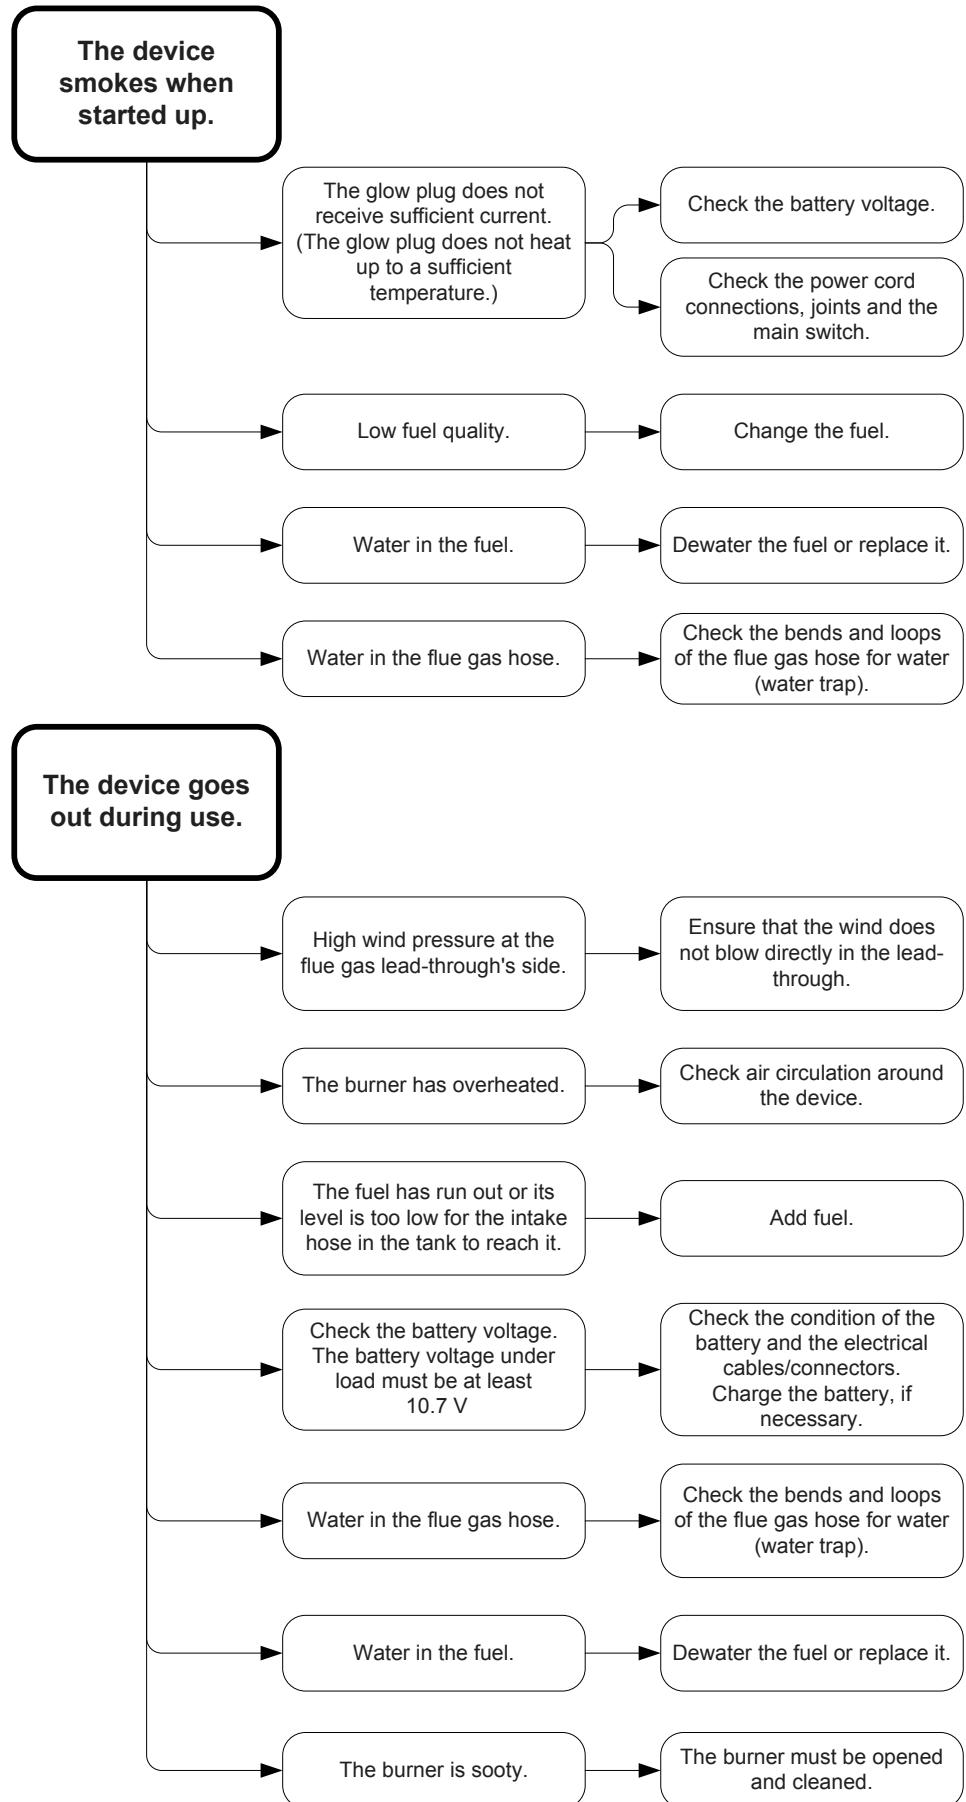 The device
smokes when
started up.
The glow plug does not
receive sufficient current.
(The glow plug does not heat
up to a sufficient
temperature.)
Check the battery voltage.
Check the power cord
connections, joints and the
main switch.
Low fuel quality.
Change the fuel.
Water in the fuel.
Dewater the fuel or replace it.
Water in the flue gas hose.
Check the bends and loops
of the flue gas hose for water
(water trap).
The device goes
out during use.
High wind pressure at the
flue gas lead-through's side.
Ensure that the wind does
not blow directly in the lead-
through.
The burner has overheated.
Check air circulation around
the device.
The fuel has run out or its
level is too low for the intake
hose in the tank to reach it.
Add fuel.
Check the battery voltage.
The battery voltage under
load must be at least
10.7 V
Check the condition of the
battery and the electrical
cables/connectors.
Charge the battery, if
necessary.
Water in the flue gas hose.
Check the bends and loops
of the flue gas hose for water
(water trap).
Water in the fuel.
Dewater the fuel or replace it.
The burner is sooty.
The burner must be opened
and cleaned.